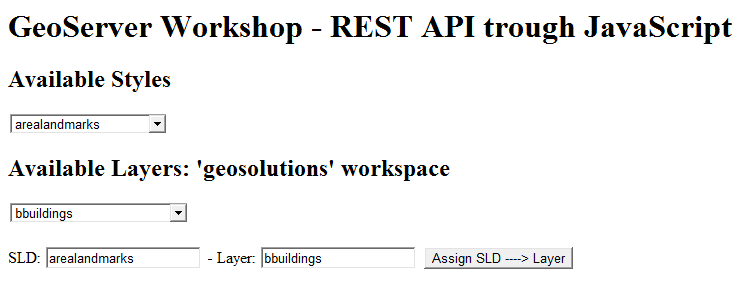 GeoServer Workshop - REST API trough JavaScript
Available Styles
arealandmarks
Available Layers: 'geosolutions' workspace
bbuildings
SLD: arealandmarks - Layer: bbuildings Assign SLD ----> Layer